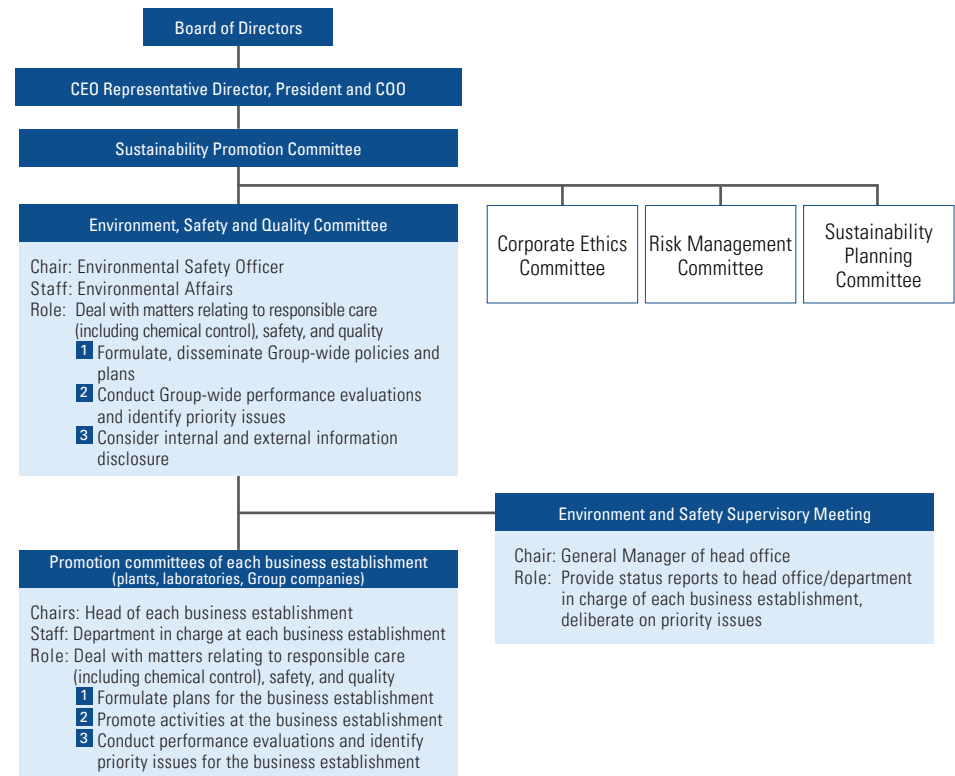 Board of Directors
CEO Representative Director, President and COO
Sustainability Promotion Committee
Environment, Safety and Quality Committee
Chair: Environmental Safety Officer
Staff: Environmental Affairs
Role: Deal with matters relating to responsible care
(including chemical control), safety, and quality
1 Formulate, disseminate Group-wide policies and
plans
2 Conduct Group-wide performance evaluations
and identify priority issues
3 Consider internal and external information
disclosure
Corporate Ethics
Committee
Risk Management
Committee
Sustainability
Planning
Committee
Environment and Safety Supervisory Meeting
Chair: General Manager of head office
Role: Provide status reports to head office/department
in charge of each business establishment,
deliberate on priority issues
Promotion committees of each business establishment
(plants, laboratories, Group companies)
Chairs: Head of each business establishment
Staff: Department in charge at each business establishment
Role: Deal with matters relating to responsible care
(including chemical control), safety, and quality
1 Formulate plans for the business establishment
2 Promote activities at the business establishment
3 Conduct performance evaluations and identify
priority issues for the business establishment